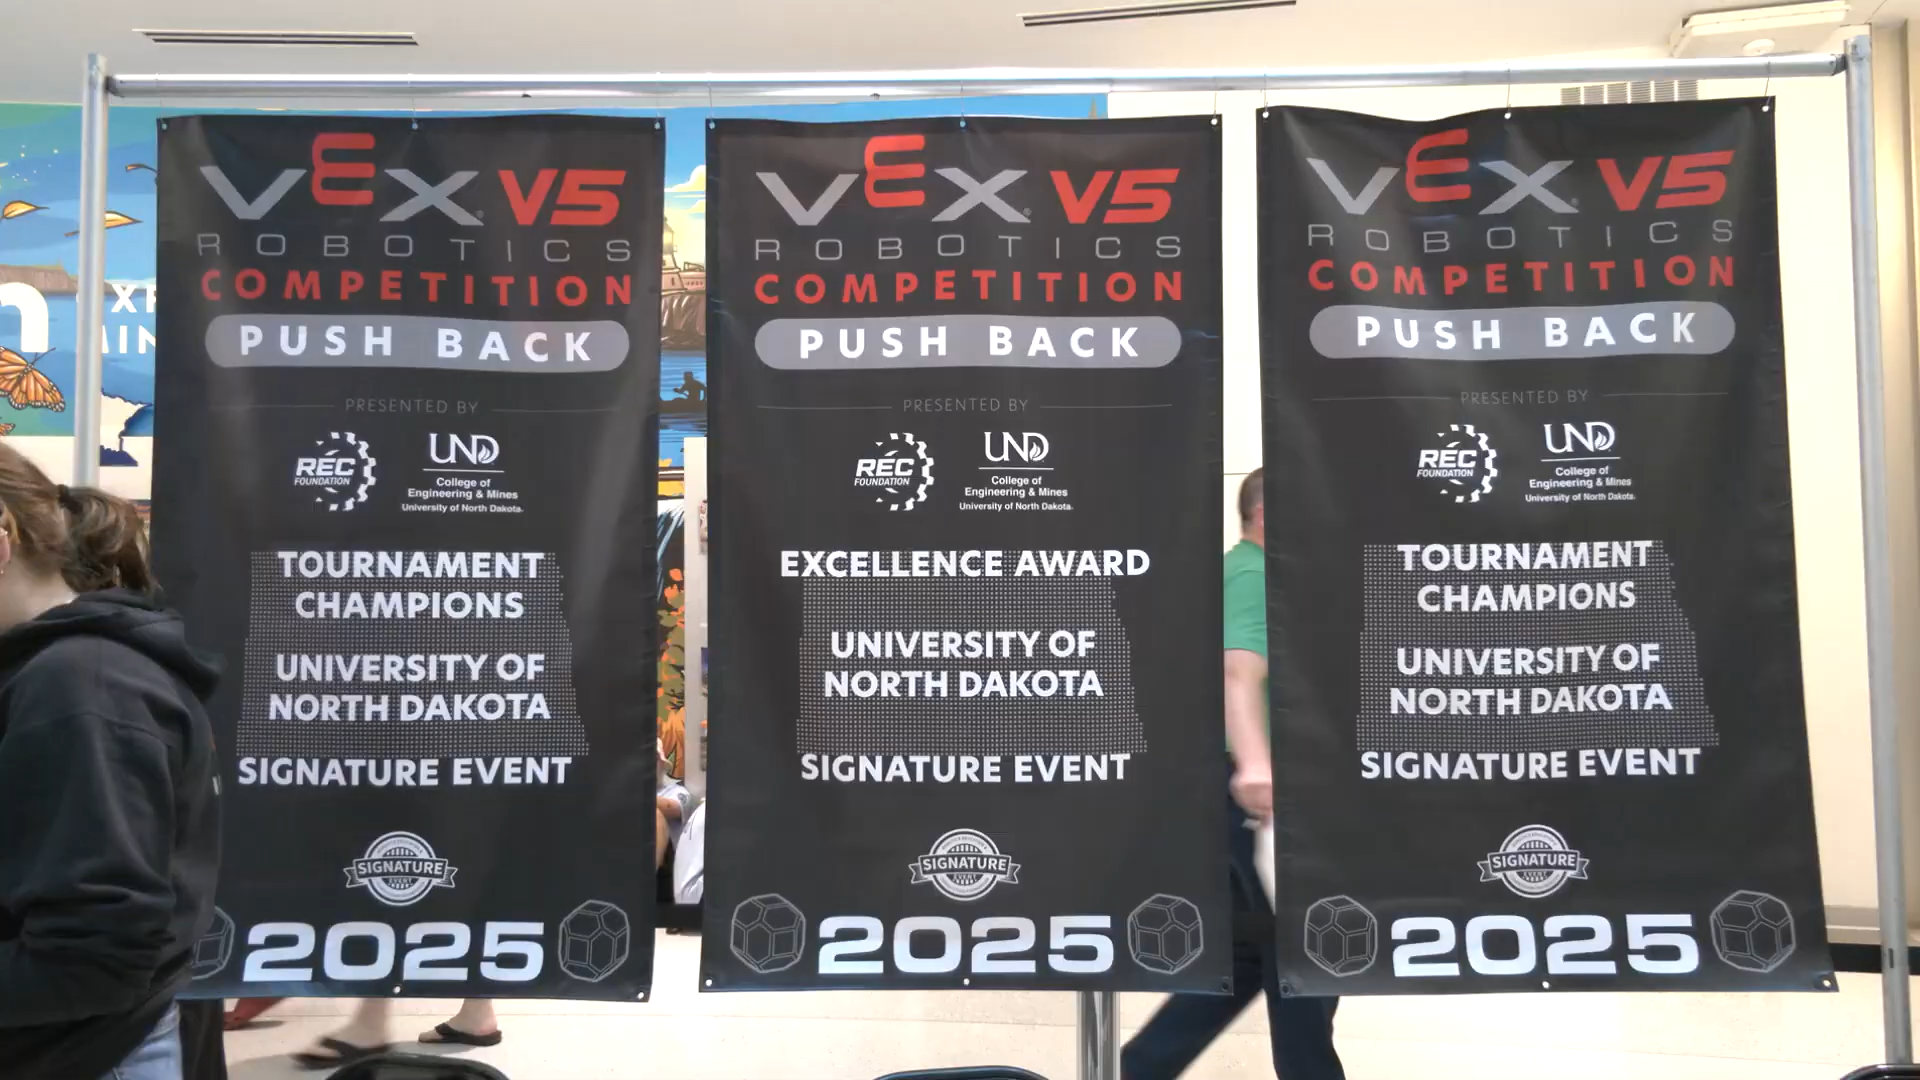 VEX V5
ROBOTICS
COMPETITION
PUSH BACK
PRESENTED BY
REC
FOUNDATION
UND
College of
Engineering & Mines
University of North Dakota.
TOURNAMENT
CHAMPIONS
UNIVERSITY OF
NORTH DAKOTA
SIGNATURE EVENT
SIGNATURE
EVENT
2025
VEX V5
ROBOTICS
COMPETITION
PUSH BACK
PRESENTED BY
REC
FOUNDATION
UND
College of
Engineering & Mines
University of North Dakota.
EXCELLENCE AWARD
UNIVERSITY OF
NORTH DAKOTA
SIGNATURE EVENT
SIGNATURE
EVENT
2025
VEX V5
ROBOTICS
COMPETITION
PUSH BACK
PRESENTED BY
REC
FOUNDATION
UND
College of
Engineering & Mines
University of North Dakota.
TOURNAMENT
CHAMPIONS
UNIVERSITY OF
NORTH DAKOTA
SIGNATURE EVENT
SIGNATURE
EVENT
2025